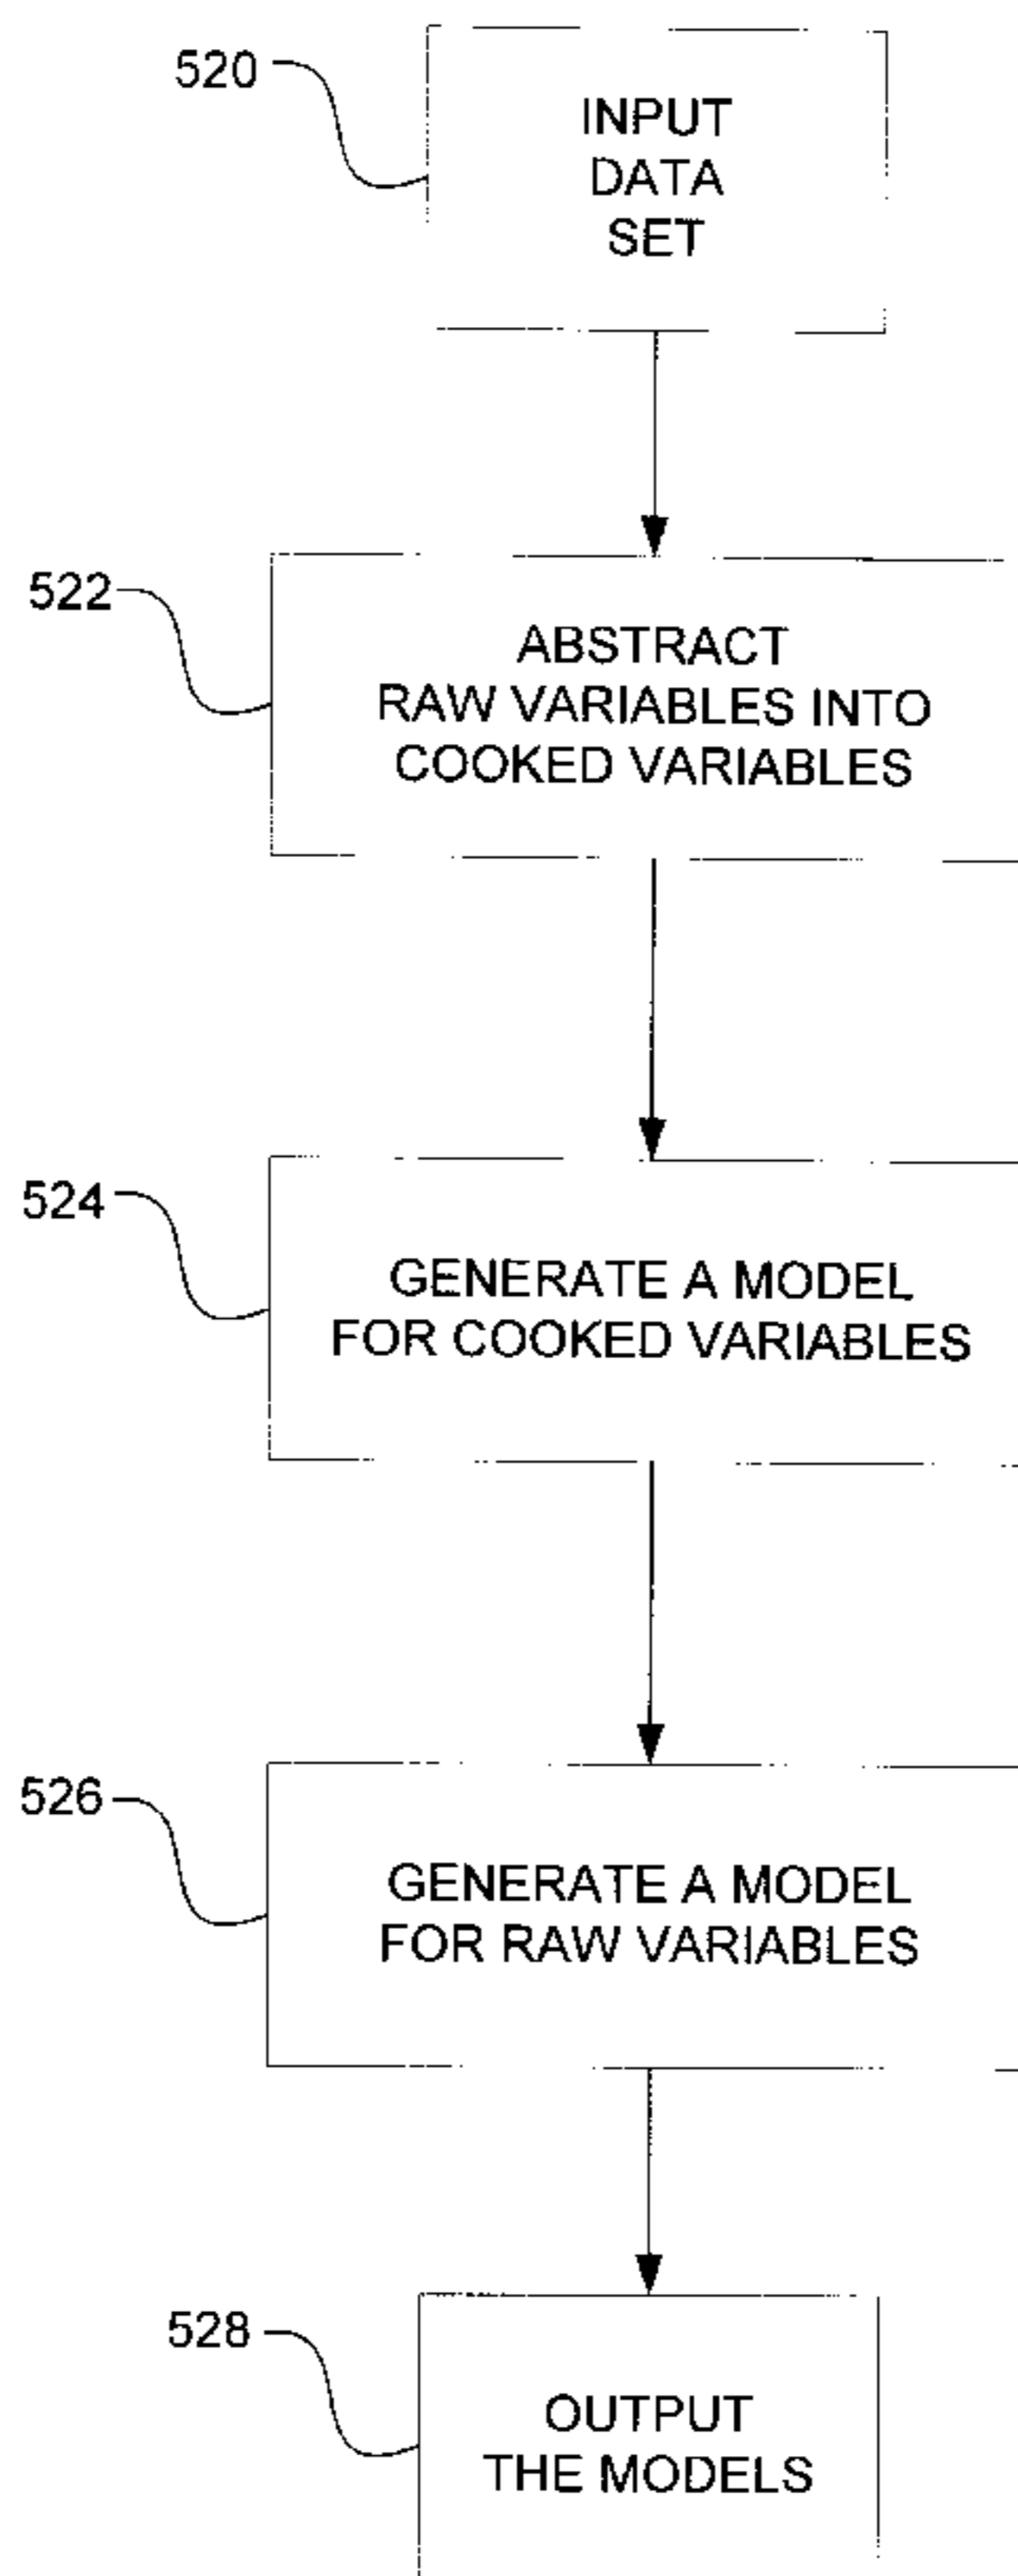 520
INPUT
DATA
SET
522
ABSTRACT
RAW VARIABLES INTO
COOKED VARIABLES
524
GENERATE A MODEL
FOR COOKED VARIABLES
526
GENERATE A MODEL
FOR RAW VARIABLES
528
OUTPUT
THE MODELS